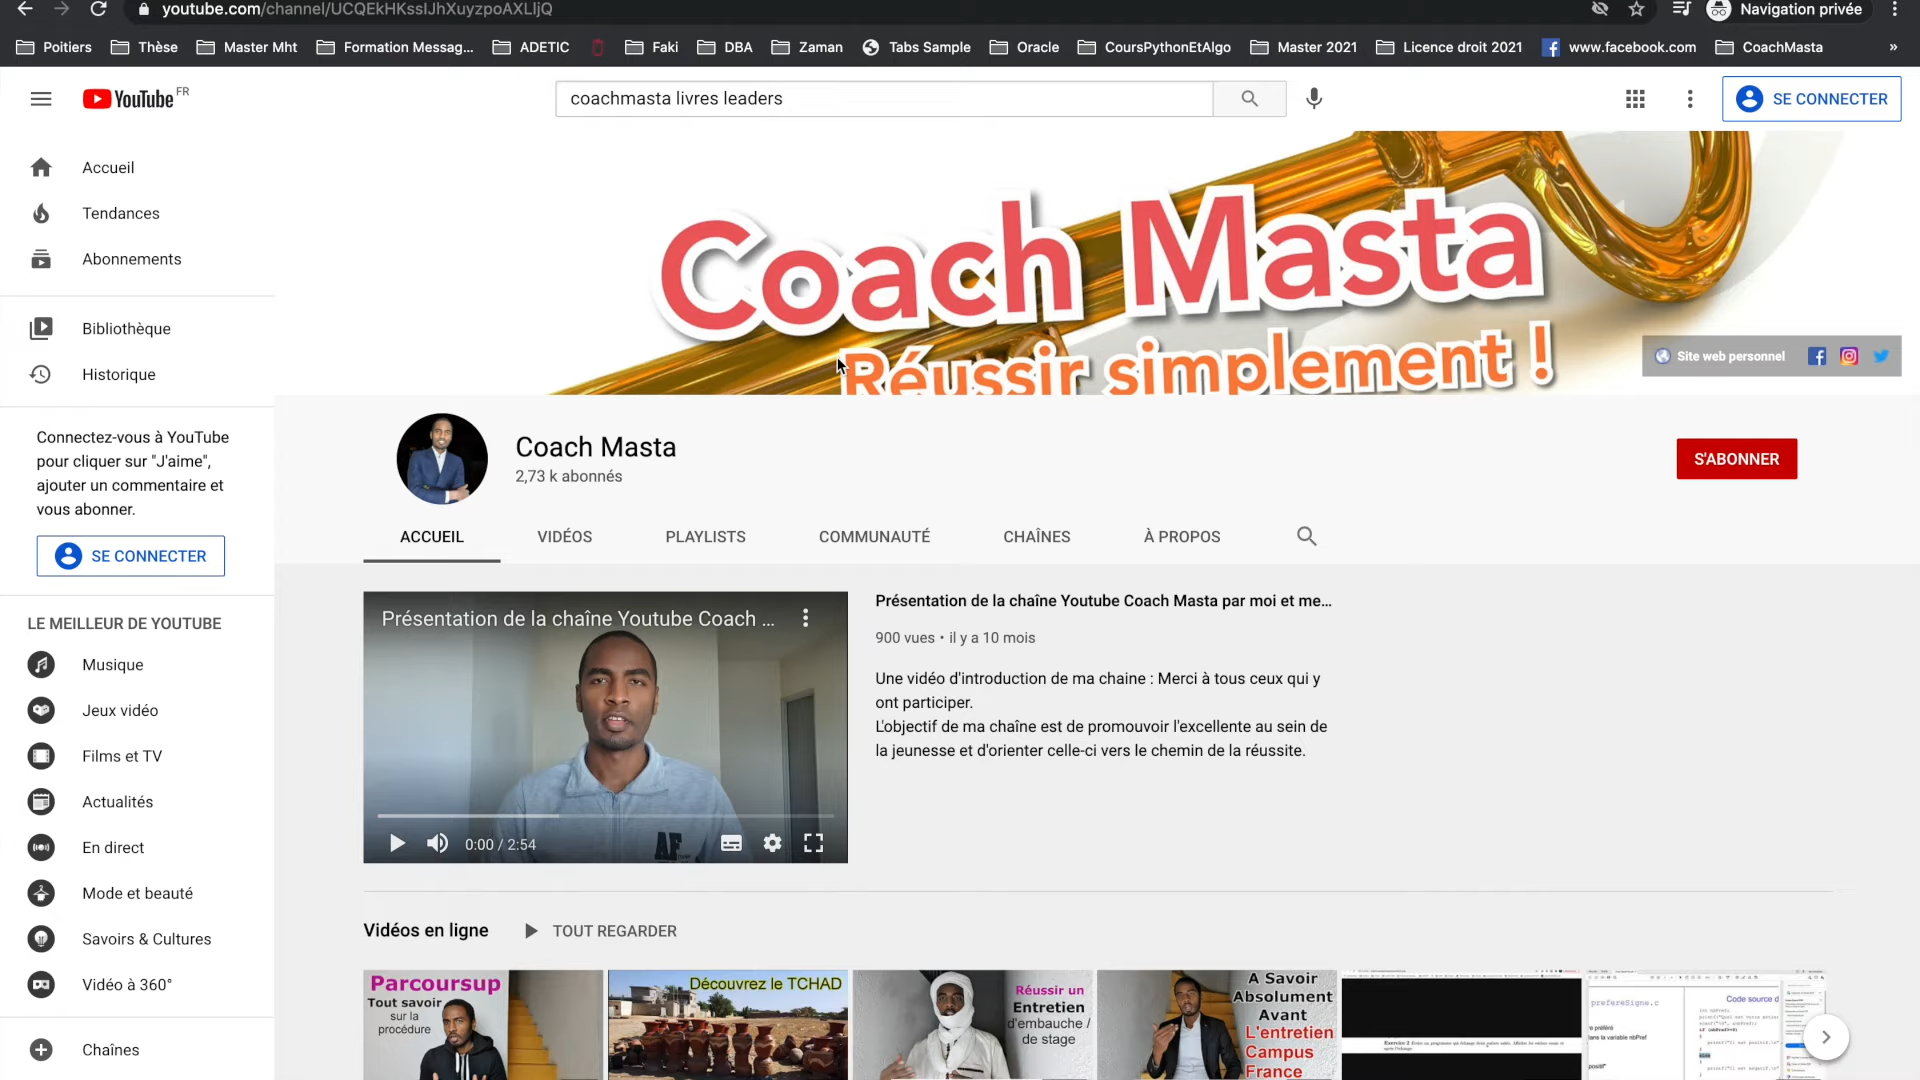 youtube.com/channel/UCQEkHKssIJhXuyzpoAXLIjQ
Navigation privée
Poitiers
Thèse
Master Mht
Formation Messag...
ADETIC
Faki
DBA
Zaman
Tabs Sample
Oracle
CoursPythonEtAlgo
Master 2021
Licence droit 2021
www.facebook.com
CoachMasta
»
YouTube FR
coachmasta livres leaders
SE CONNECTER
Accueil
Tendances
Abonnements
Bibliothèque
Historique
Connectez-vous à YouTube
pour cliquer sur "J'aime",
ajouter un commentaire et
vous abonner.
SE CONNECTER
LE MEILLEUR DE YOUTUBE
Musique
Jeux vidéo
Films et TV
Actualités
En direct
Mode et beauté
Savoirs & Cultures
Vidéo à 360°
Chaînes
Coach Masta
Réussir simplement !
Site web personnel
Coach Masta
2,73 k abonnés
S'ABONNER
ACCUEIL
VIDÉOS
PLAYLISTS
COMMUNAUTÉ
CHAÎNES
À PROPOS
Présentation de la chaîne Youtube Coach ...
AF
0:00 / 2:54
Présentation de la chaîne Youtube Coach Masta par moi et me...
900 vues • il y a 10 mois
Une vidéo d'introduction de ma chaine : Merci à tous ceux qui y
ont participer.
L'objectif de ma chaîne est de promouvoir l'excellente au sein de
la jeunesse et d'orienter celle-ci vers le chemin de la réussite.
Vidéos en ligne
TOUT REGARDER
Parcoursup
Tout savoir
sur la
procédure
Découvrez le TCHAD
Réussir un
Entretien
d'embauche /
de stage
A Savoir
Absolument
Avant
L'entretien
Campus
France
prefereSigne.c
Code source d